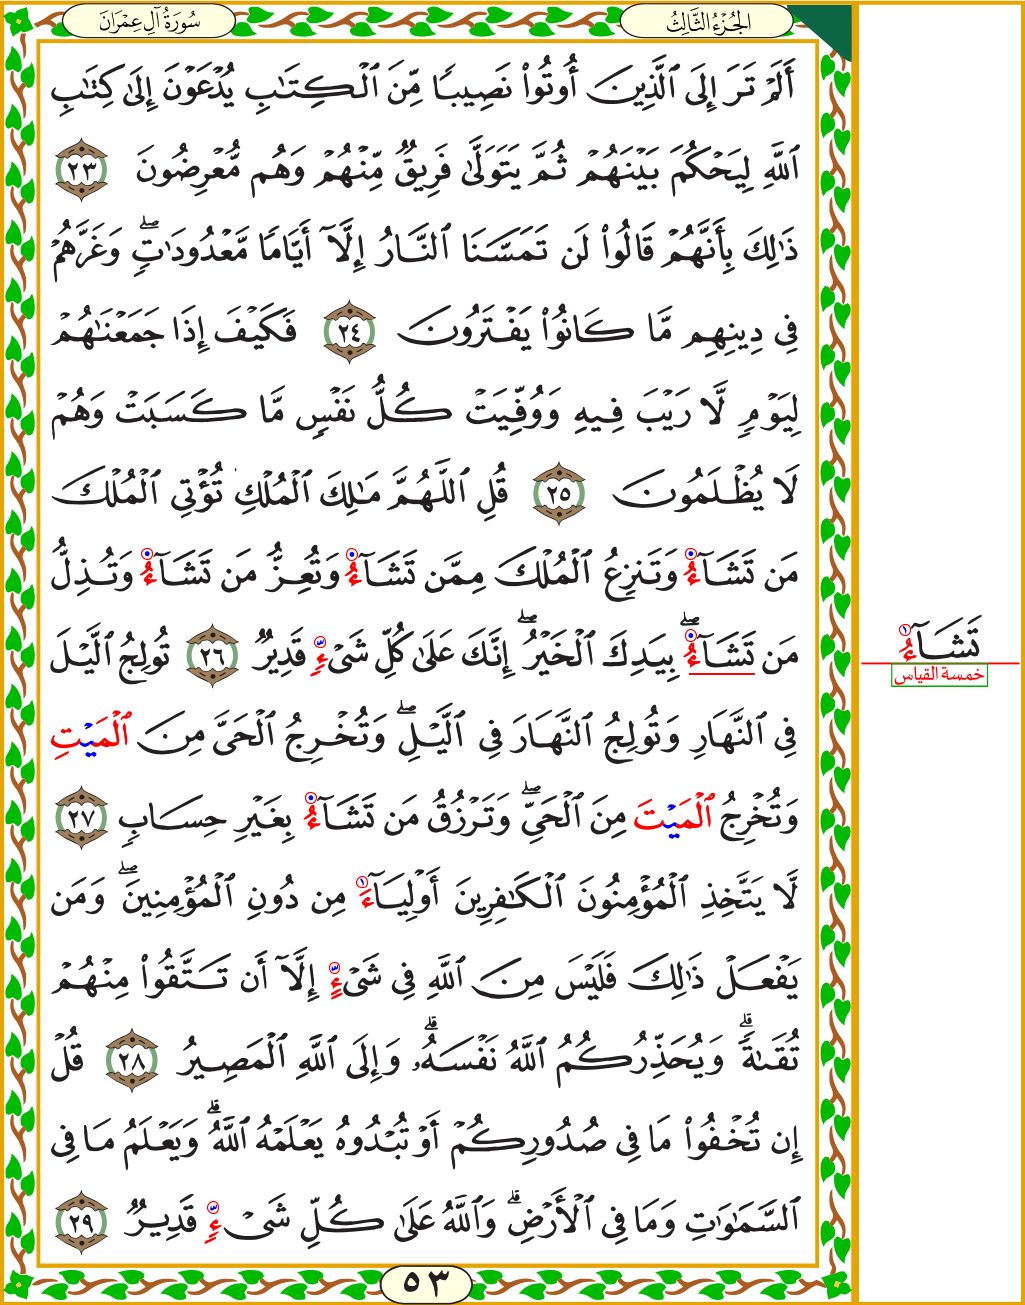 سُورَةُ آلِ عِمْرَانَ
الجُزْءُ الثَّالِثُ
أَلَمْ تَرَ إِلَى ٱلَّذِينَ أُوتُوا۟ نَصِيبًا مِّنَ ٱلْكِتَٰبِ يُدْعَوْنَ إِلَىٰ كِتَٰبِ
ٱللَّهِ لِيَحْكُمَ بَيْنَهُمْ ثُمَّ يَتَوَلَّىٰ فَرِيقٌ مِّنْهُمْ وَهُم مُّعْرِضُونَ ٢٣
ذَٰلِكَ بِأَنَّهُمْ قَالُوا۟ لَن تَمَسَّنَا ٱلنَّارُ إِلَّآ أَيَّامًا مَّعْدُودَٰتٍ ۖ وَغَرَّهُمْ
فِى دِينِهِم مَّا كَانُوا۟ يَفْتَرُونَ ٢٤ فَكَيْفَ إِذَا جَمَعْنَٰهُمْ
لِيَوْمٍ لَّا رَيْبَ فِيهِ وَوُفِّيَتْ كُلُّ نَفْسٍ مَّا كَسَبَتْ وَهُمْ
لَا يُظْلَمُونَ ٢٥ قُلِ ٱللَّهُمَّ مَٰلِكَ ٱلْمُلْكِ تُؤْتِى ٱلْمُلْكَ
مَن تَشَآءُ وَتَنزِعُ ٱلْمُلْكَ مِمَّن تَشَآءُ وَتُعِزُّ مَن تَشَآءُ وَتُذِلُّ
مَن تَشَآءُ ۖ بِيَدِكَ ٱلْخَيْرُ ۖ إِنَّكَ عَلَىٰ كُلِّ شَىْءٍ قَدِيرٌ ٢٦ تُولِجُ ٱلَّيْلَ
فِى ٱلنَّهَارِ وَتُولِجُ ٱلنَّهَارَ فِى ٱلَّيْلِ ۖ وَتُخْرِجُ ٱلْحَىَّ مِنَ ٱلْمَيْتِ
وَتُخْرِجُ ٱلْمَيْتَ مِنَ ٱلْحَىِّ ۖ وَتَرْزُقُ مَن تَشَآءُ بِغَيْرِ حِسَابٍ ٢٧
لَّا يَتَّخِذِ ٱلْمُؤْمِنُونَ ٱلْكَٰفِرِينَ أَوْلِيَآءَ مِن دُونِ ٱلْمُؤْمِنِينَ ۖ وَمَن
يَفْعَلْ ذَٰلِكَ فَلَيْسَ مِنَ ٱللَّهِ فِى شَىْءٍ إِلَّآ أَن تَتَّقُوا۟ مِنْهُمْ
تُقَىٰةً ۗ وَيُحَذِّرُكُمُ ٱللَّهُ نَفْسَهُۥ ۗ وَإِلَى ٱللَّهِ ٱلْمَصِيرُ ٢٨ قُلْ
إِن تُخْفُوا۟ مَا فِى صُدُورِكُمْ أَوْ تُبْدُوهُ يَعْلَمْهُ ٱللَّهُ ۗ وَيَعْلَمُ مَا فِى
ٱلسَّمَٰوَٰتِ وَمَا فِى ٱلْأَرْضِ ۗ وَٱللَّهُ عَلَىٰ كُلِّ شَىْءٍ قَدِيرٌ ٢٩
٥٣
تَشَآءُ ١
خمسة القياس